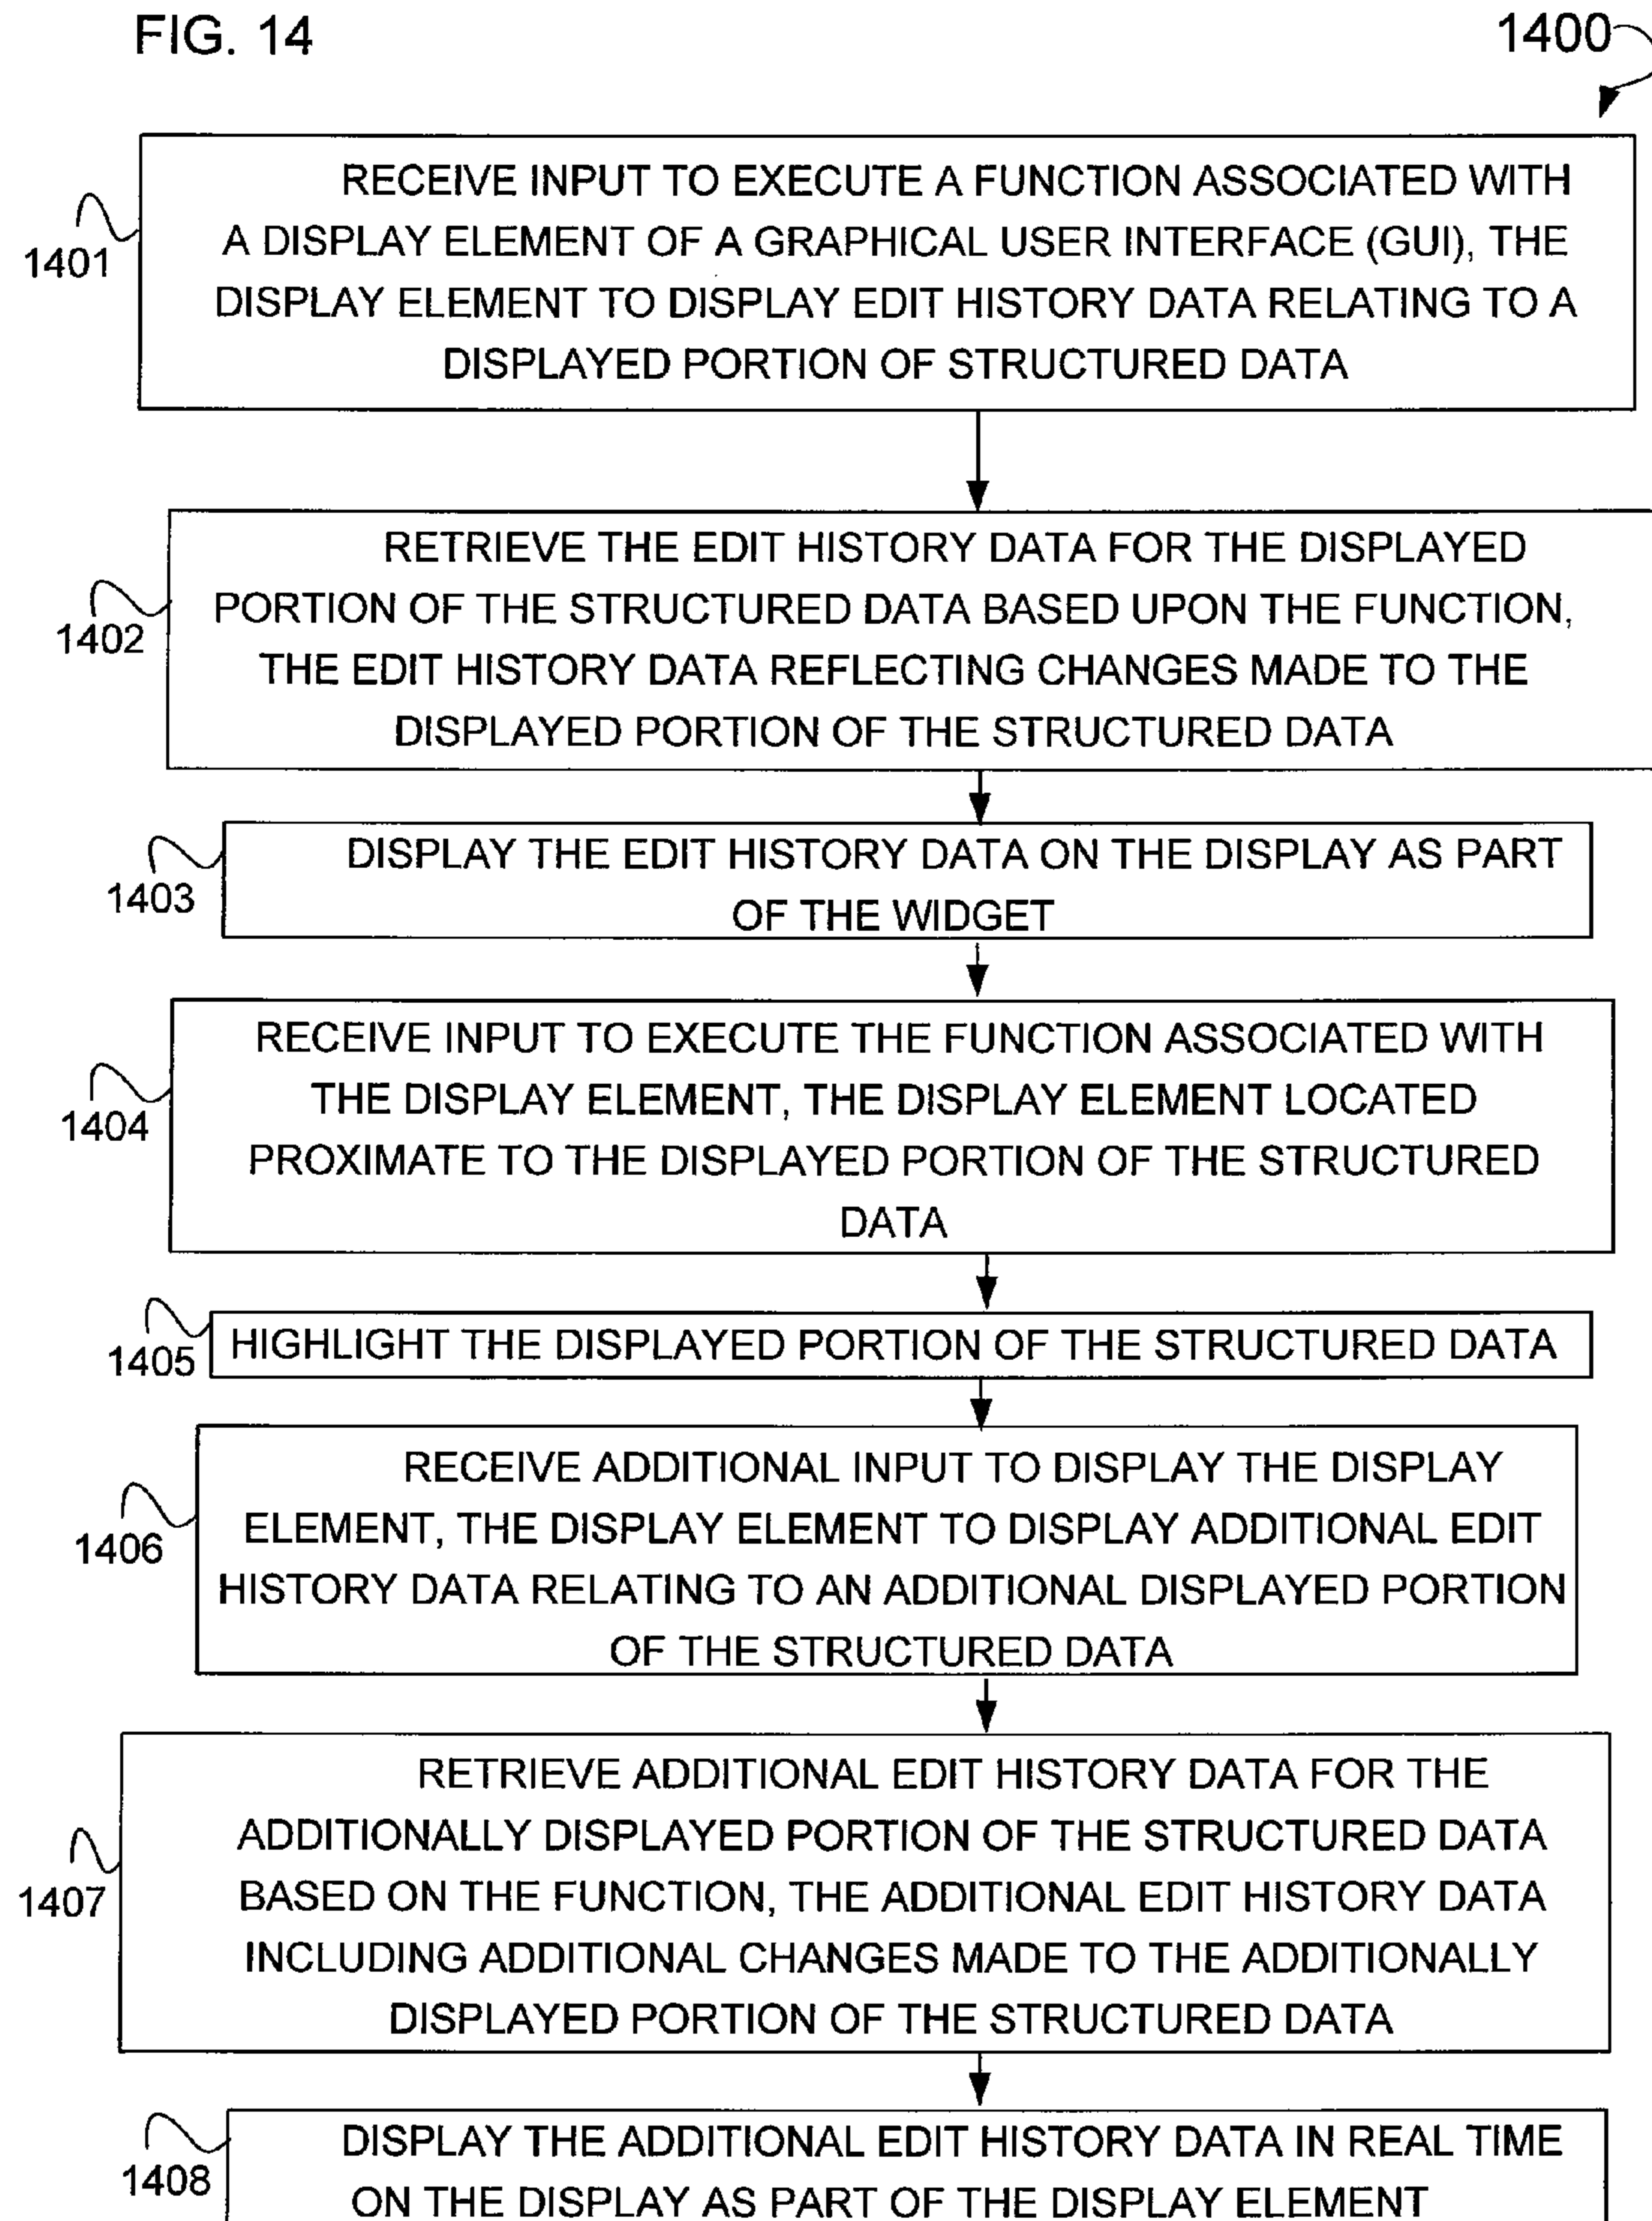 FIG. 14
1400
RECEIVE INPUT TO EXECUTE A FUNCTION ASSOCIATED WITH
A DISPLAY ELEMENT OF A GRAPHICAL USER INTERFACE (GUI), THE
DISPLAY ELEMENT TO DISPLAY EDIT HISTORY DATA RELATING TO A
DISPLAYED PORTION OF STRUCTURED DATA
1401
RETRIEVE THE EDIT HISTORY DATA FOR THE DISPLAYED
PORTION OF THE STRUCTURED DATA BASED UPON THE FUNCTION,
THE EDIT HISTORY DATA REFLECTING CHANGES MADE TO THE
DISPLAYED PORTION OF THE STRUCTURED DATA
1402
DISPLAY THE EDIT HISTORY DATA ON THE DISPLAY AS PART
OF THE WIDGET
1403
RECEIVE INPUT TO EXECUTE THE FUNCTION ASSOCIATED WITH
THE DISPLAY ELEMENT, THE DISPLAY ELEMENT LOCATED
PROXIMATE TO THE DISPLAYED PORTION OF THE STRUCTURED
DATA
1404
HIGHLIGHT THE DISPLAYED PORTION OF THE STRUCTURED DATA
1405
RECEIVE ADDITIONAL INPUT TO DISPLAY THE DISPLAY
ELEMENT, THE DISPLAY ELEMENT TO DISPLAY ADDITIONAL EDIT
HISTORY DATA RELATING TO AN ADDITIONAL DISPLAYED PORTION
OF THE STRUCTURED DATA
1406
RETRIEVE ADDITIONAL EDIT HISTORY DATA FOR THE
ADDITIONALLY DISPLAYED PORTION OF THE STRUCTURED DATA
BASED ON THE FUNCTION, THE ADDITIONAL EDIT HISTORY DATA
INCLUDING ADDITIONAL CHANGES MADE TO THE ADDITIONALLY
DISPLAYED PORTION OF THE STRUCTURED DATA
1407
DISPLAY THE ADDITIONAL EDIT HISTORY DATA IN REAL TIME
ON THE DISPLAY AS PART OF THE DISPLAY ELEMENT
1408